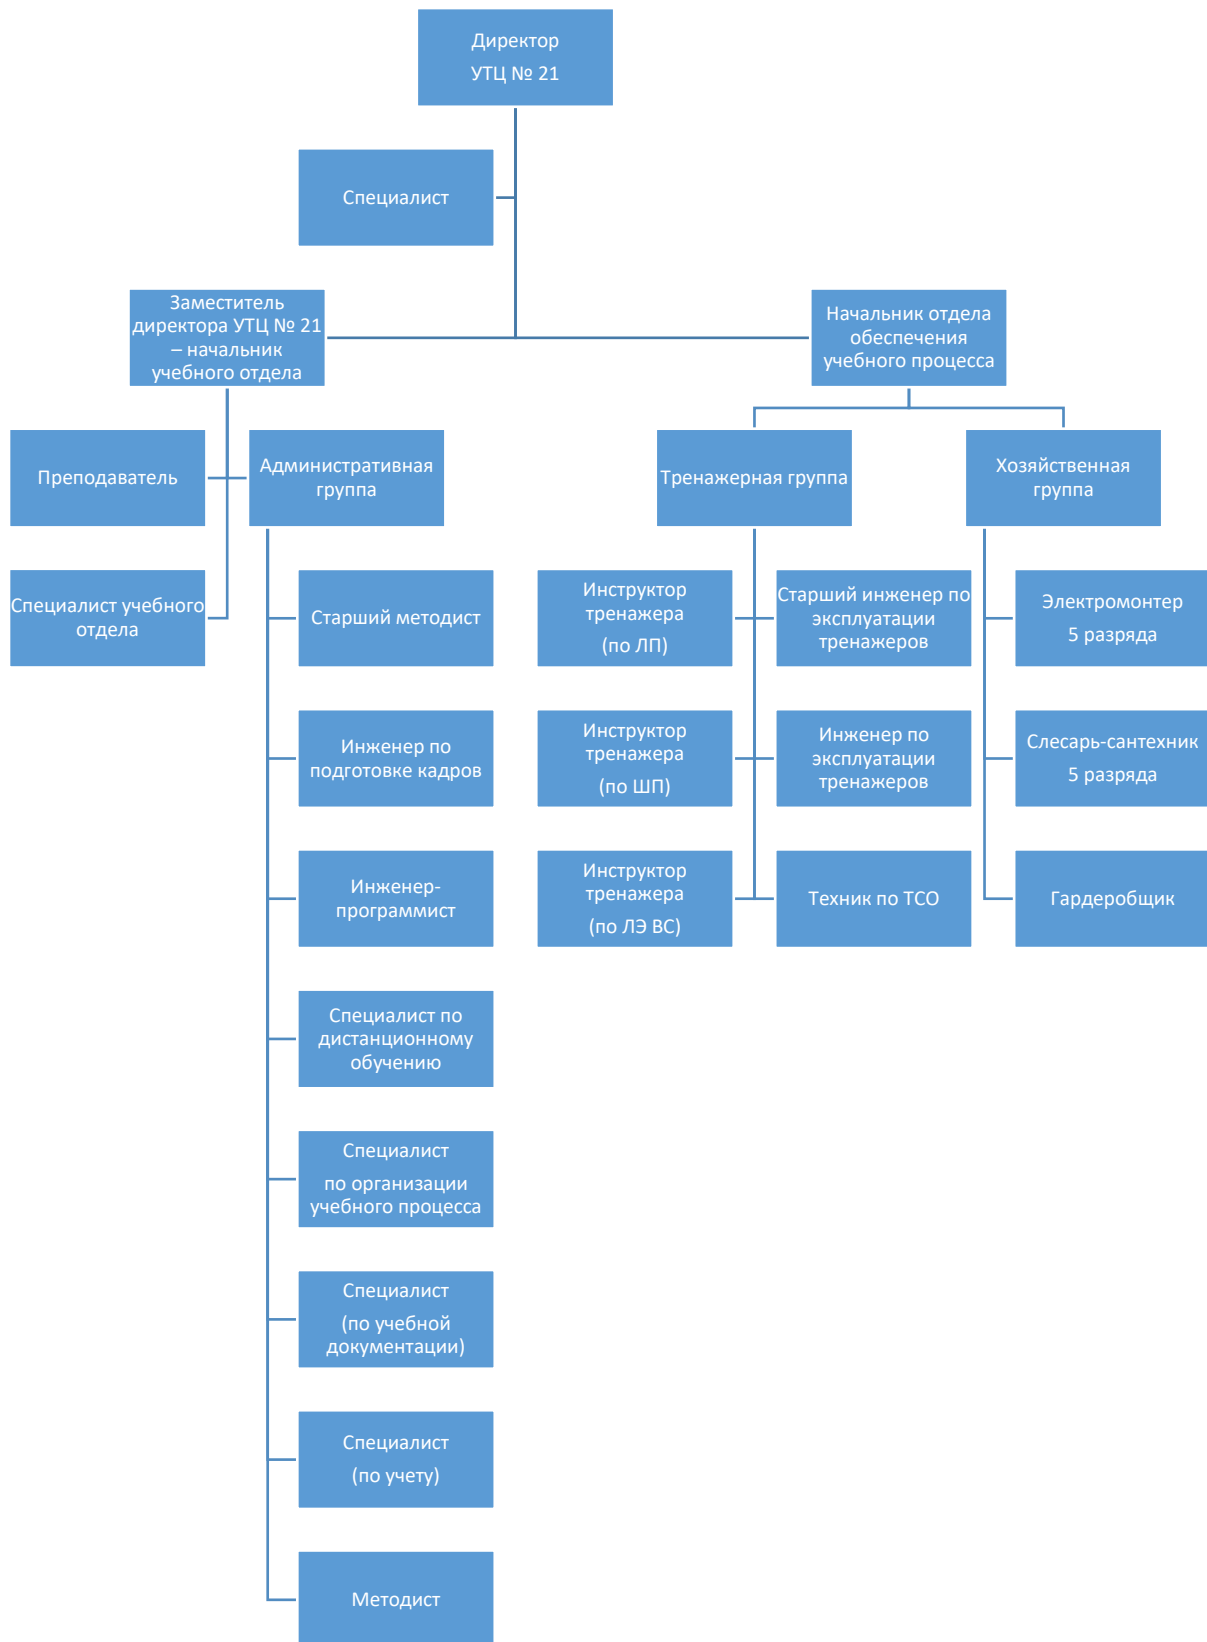 Директор
УТЦ № 21
Специалист
Заместитель
директора УТЦ № 21
– начальник
учебного отдела
Начальник отдела
обеспечения
учебного процесса
Преподаватель
Административная
группа
Тренажерная группа
Хозяйственная
группа
Специалист учебного
отдела
Старший методист
Инструктор
тренажера
(по ЛП)
Старший инженер по
эксплуатации
тренажеров
Электромонтер
5 разряда
Инженер по
подготовке кадров
Инструктор
тренажера
(по ШП)
Инженер по
эксплуатации
тренажеров
Слесарь-сантехник
5 разряда
Инженер-
программист
Инструктор
тренажера
(по ЛЭ ВС)
Техник по ТСО
Гардеробщик
Специалист по
дистанционному
обучению
Специалист
по организации
учебного процесса
Специалист
(по учебной
документации)
Специалист
(по учету)
Методист